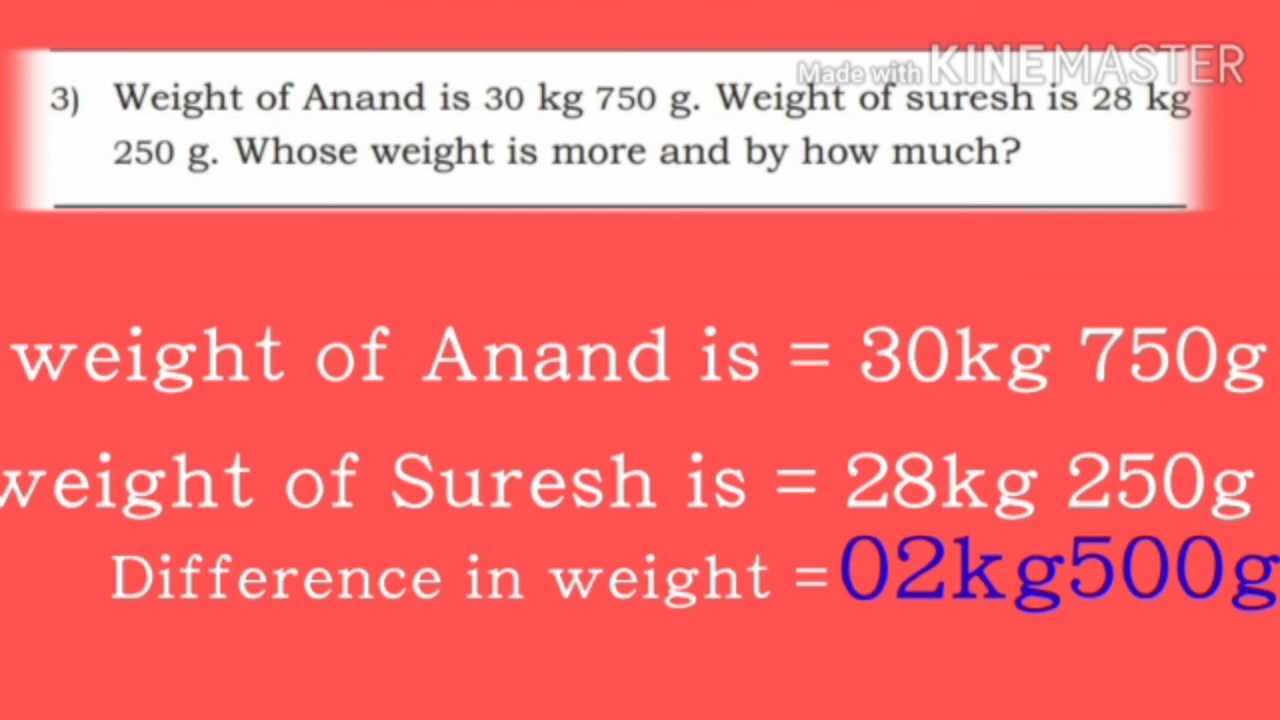 Made with KINEMASTER
3) Weight of Anand is 30 kg 750 g. Weight of suresh is 28 kg
250 g. Whose weight is more and by how much?
weight of Anand is = 30kg 750g
weight of Suresh is = 28kg 250g
Difference in weight =02kg500g